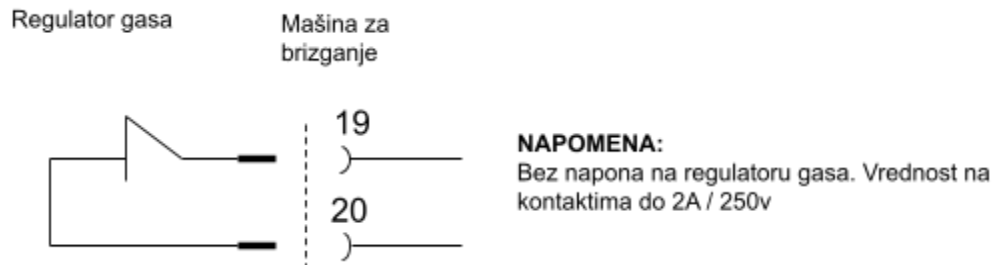 Regulator gasa
Mašina za
brizganje
19
20
NAPOMENA:
Bez napona na regulatoru gasa. Vrednost na
kontaktima do 2A / 250v